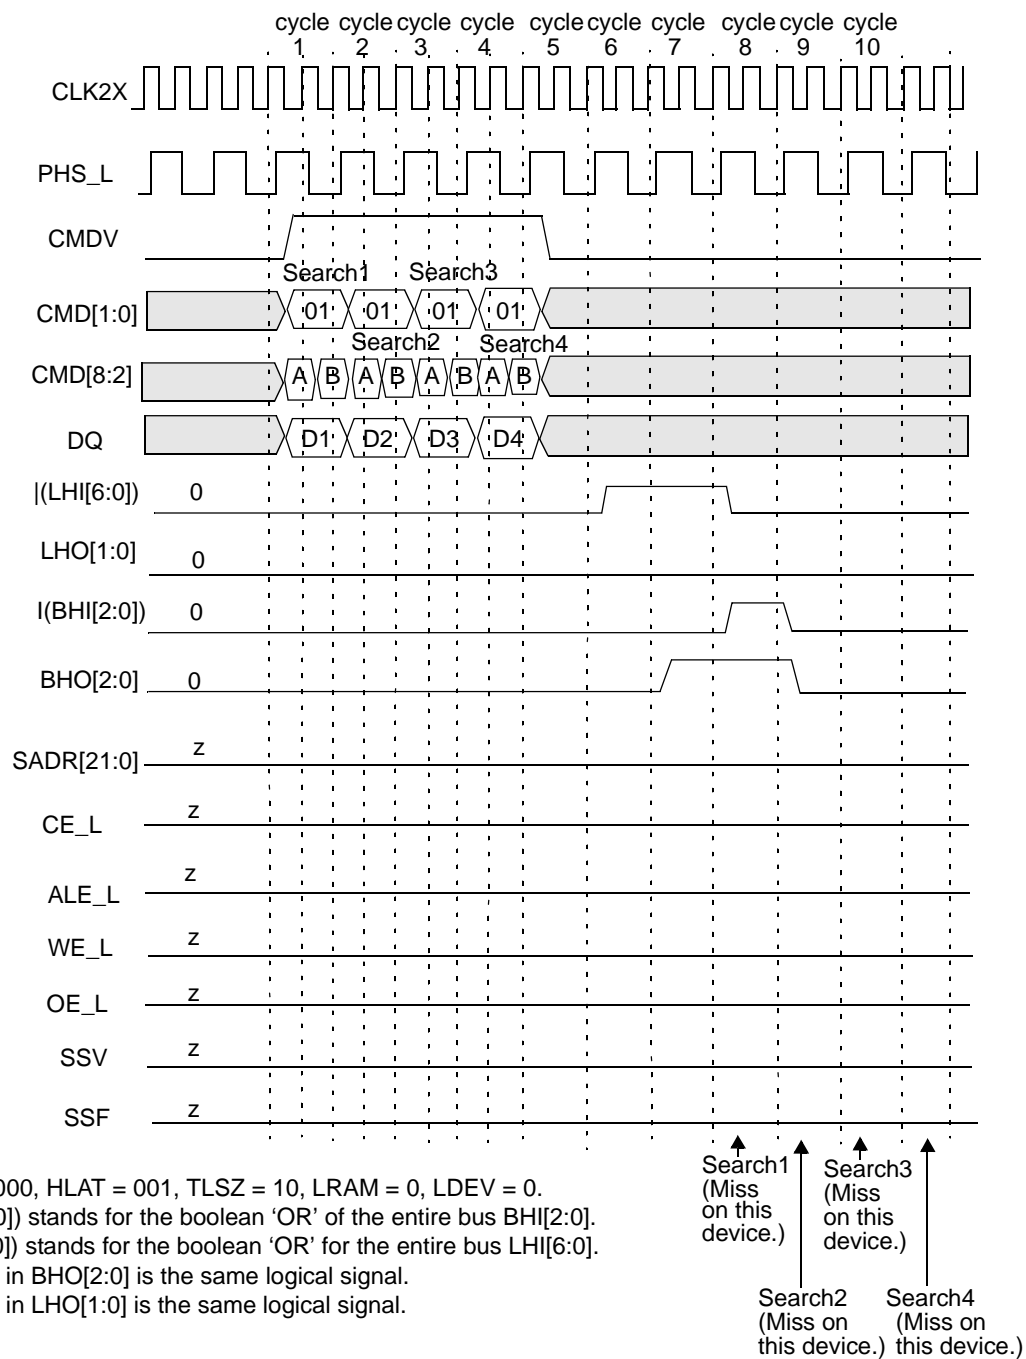 cycle cycle cycle cycle cycle cycle cycle cycle cycle cycle
1 2 3 4 5 6 7 8 9 10
CLK2X
PHS_L
CMDV
Search1 Search3
CMD[1:0] 01 01 01 01
Search2 Search4
CMD[8:2] A B A B A B A B
DQ D1 D2 D3 D4
|(LHI[6:0]) 0
LHO[1:0] 0
I(BHI[2:0]) 0
BHO[2:0] 0
SADR[21:0] z
CE_L z
ALE_L z
WE_L z
OE_L z
SSV z
SSF z
Search1
(Miss
on this
device.)
Search3
(Miss
on this
device.)
000, HLAT = 001, TLSZ = 10, LRAM = 0, LDEV = 0.
0]) stands for the boolean ‘OR’ of the entire bus BHI[2:0].
0]) stands for the boolean ‘OR’ for the entire bus LHI[6:0].
in BHO[2:0] is the same logical signal.
in LHO[1:0] is the same logical signal.
Search2
(Miss on
this device.)
Search4
(Miss on
this device.)